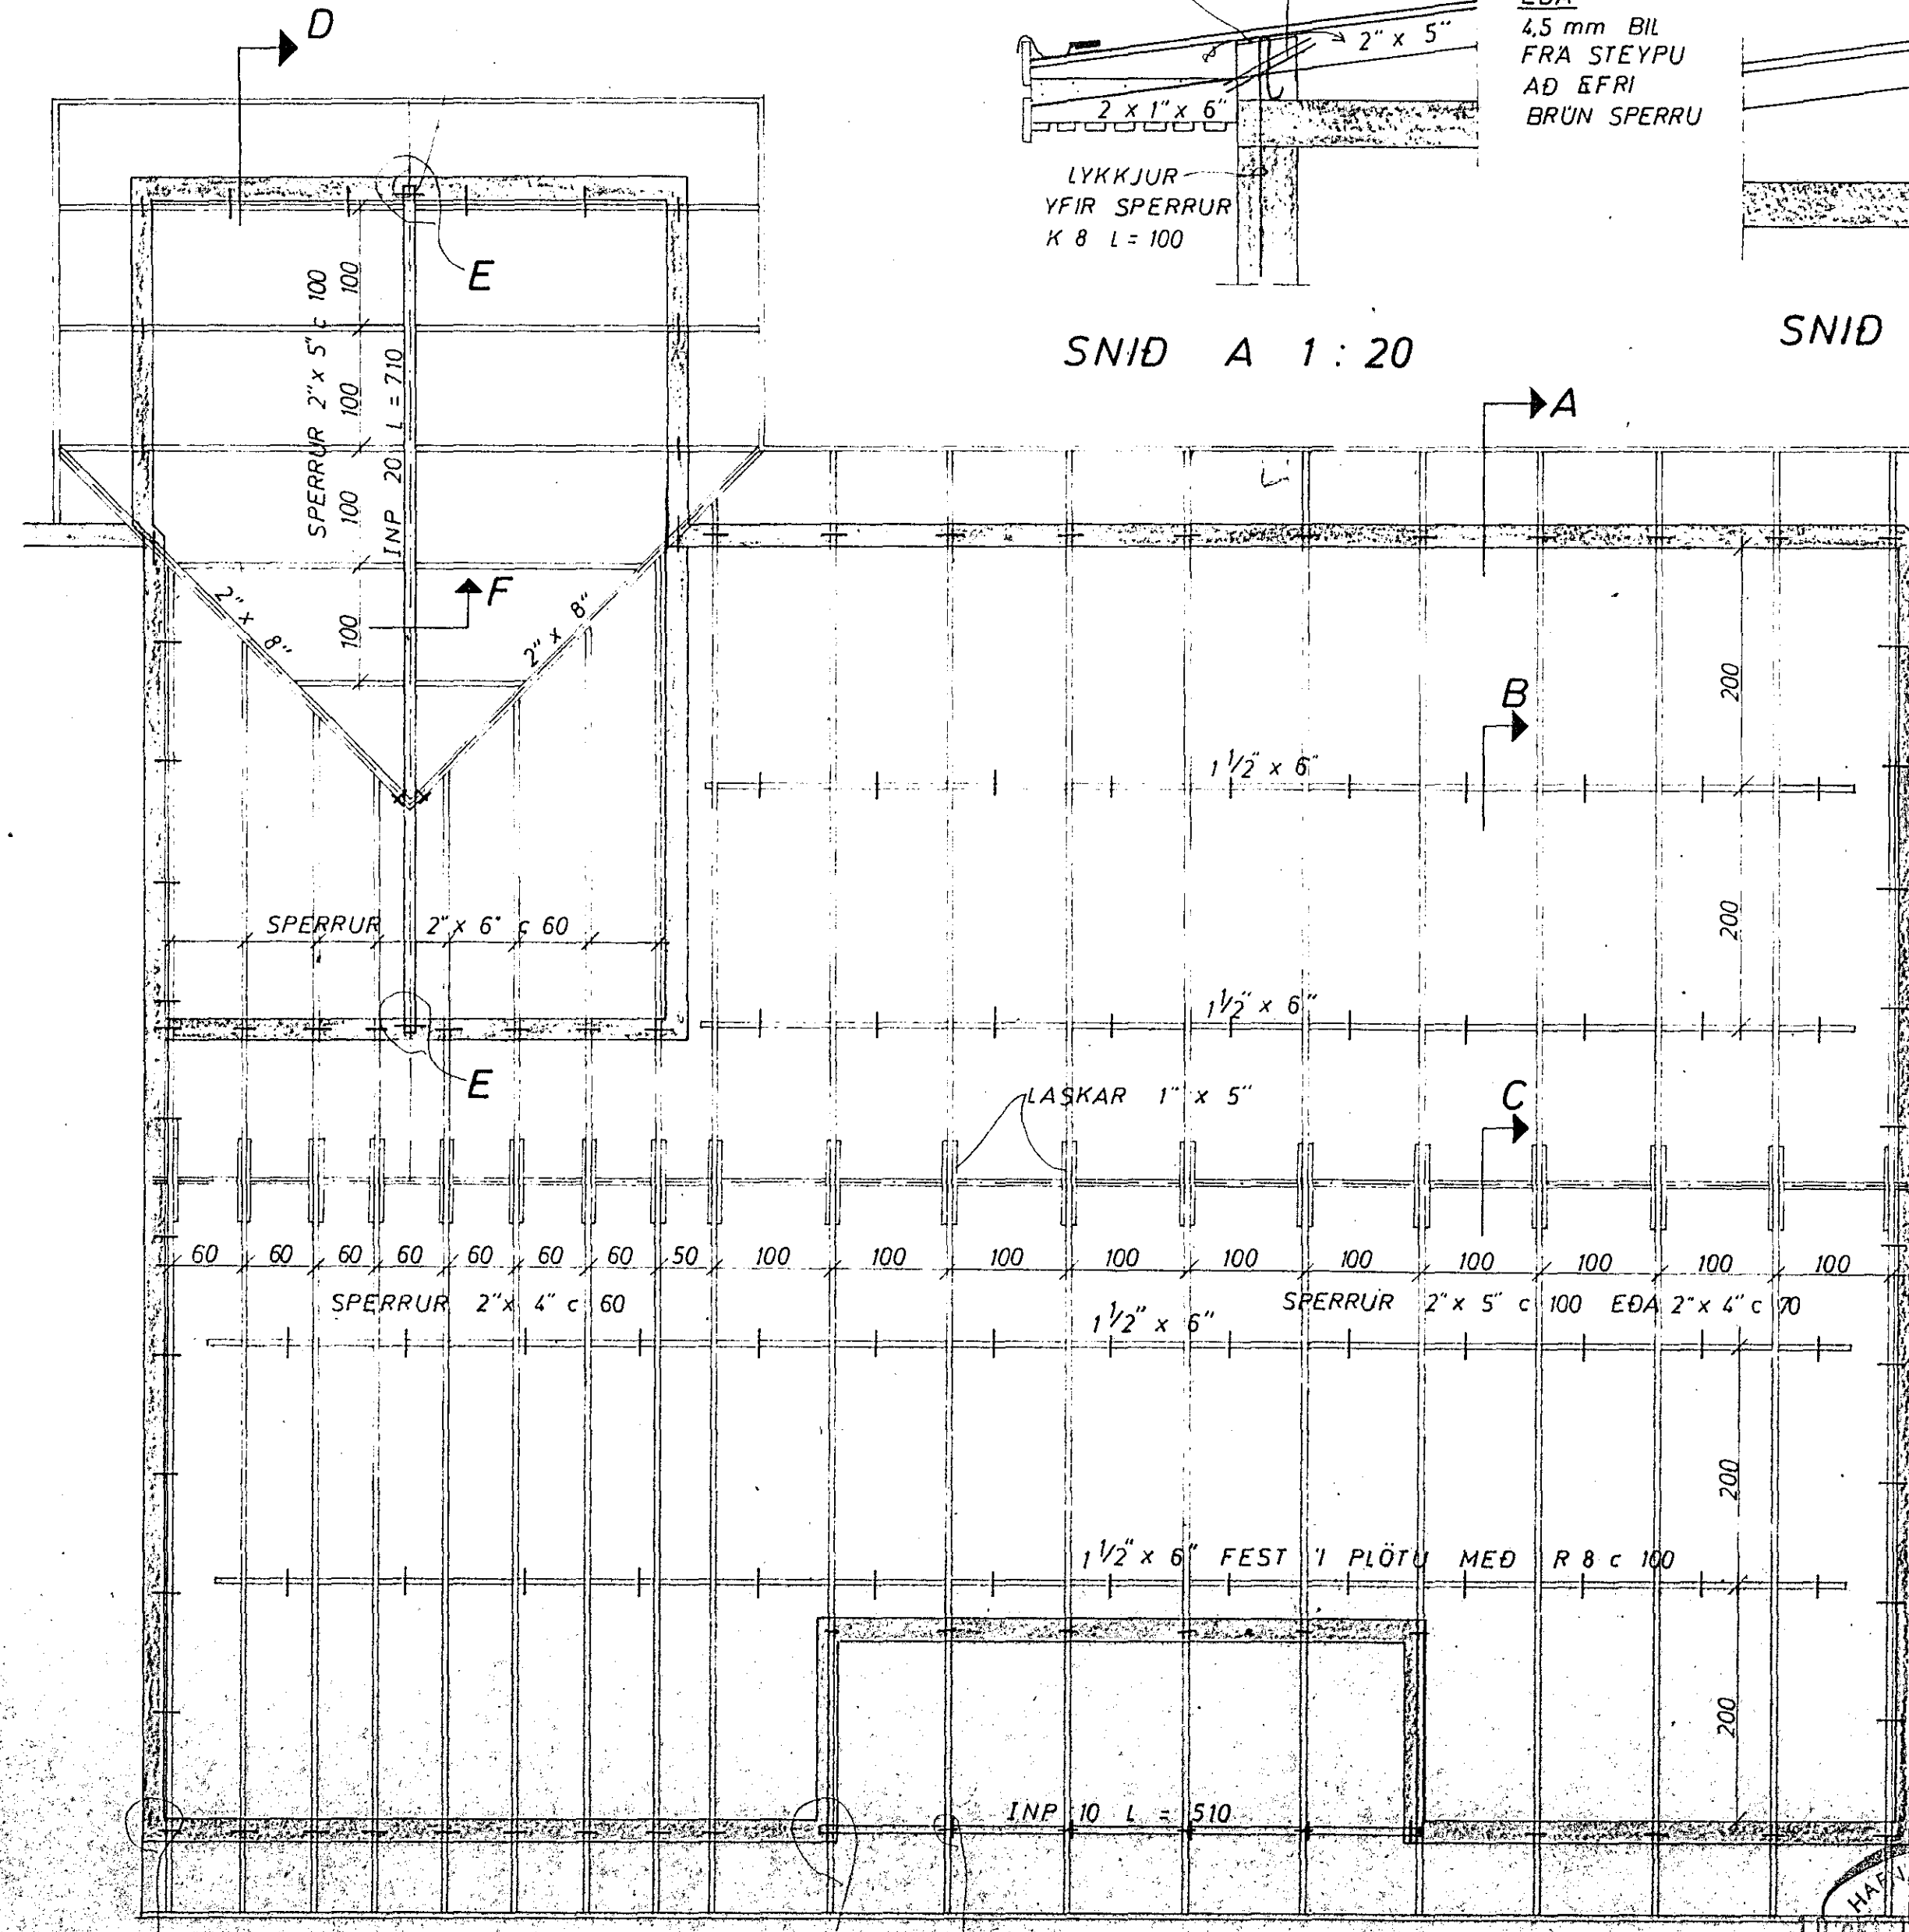 D
2" x 5"
4,5 mm BIL
FRA STEYPU
AÐ EFRI
BRÚN SPERRU
2 x 1" x 6"
LYKKJUR
YFIR SPERRUR
K 8 L = 100
SNIÐ A 1 : 20
SNIÐ
E
SPERRUR 2" x 5" c 100
100
100
100
100
INP 20 L = 710
A
F
2" x 8"
2" x 8"
B
200
1 1/2" x 6"
SPERRUR 2" x 6" c 60
200
1 1/2" x 6"
E
LASKAR 1" x 5"
C
60 60 60 60 60 60 60 50 100 100 100 100 100 100 100 100 100 100
SPERRUR 2" x 4" c 60
SPERRUR 2" x 5" c 100 EÐA 2" x 4" c 70
1 1/2" x 6"
200
1 1/2" x 6" FEST Í PLÖTU MEÐ R 8 c 100
200
INP 10 L = 510